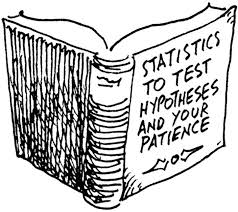 STATISTICS
TO TEST
HYPOTHESES
AND YOUR
PATIENCE